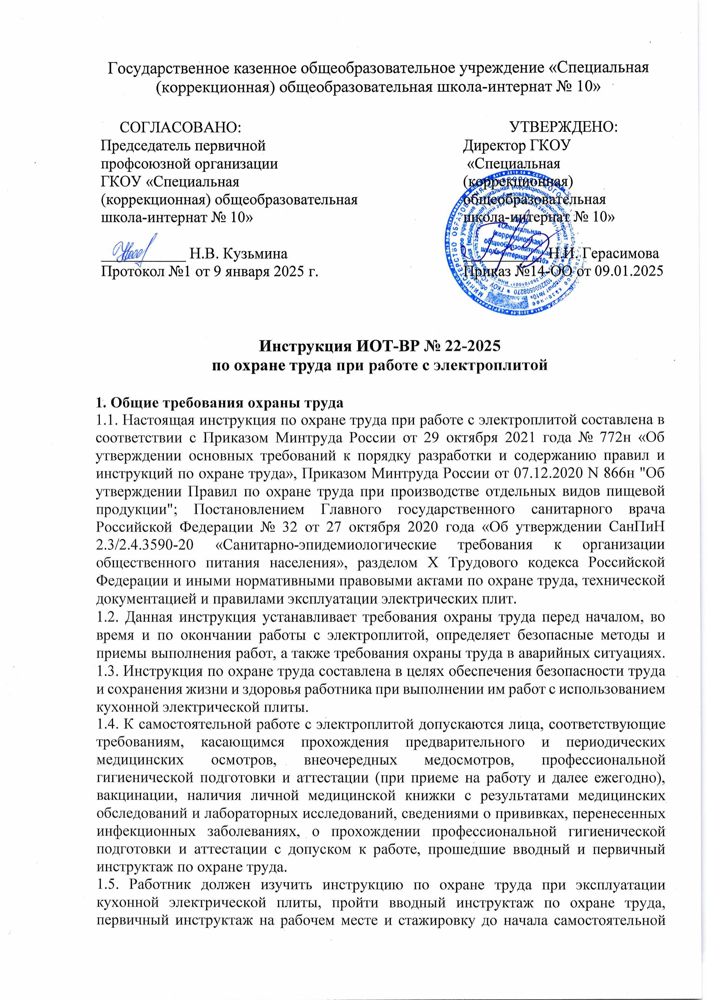 Государственное казенное общеобразовательное учреждение «Специальная
(коррекционная) общеобразовательная школа-интернат № 10»
СОГЛАСОВАНО:
Председатель первичной
профсоюзной организации
ГКОУ «Специальная
(коррекционная) общеобразовательная
школа-интернат № 10»
____________ Н.В. Кузьмина
Протокол №1 от 9 января 2025 г.
УТВЕРЖДЕНО:
Директор ГКОУ
«Специальная
(коррекционная)
общеобразовательная
школа-интернат № 10»
____________Н.И. Герасимова
Приказ №14-ОО от 09.01.2025
ГКОУ
«Специальная
(коррекционная)
общеобразовательная
школа-интернат №10»
Инструкция ИОТ-ВР № 22-2025
по охране труда при работе с электроплитой
1. Общие требования охраны труда
1.1. Настоящая инструкция по охране труда при работе с электроплитой составлена в
соответствии с Приказом Минтруда России от 29 октября 2021 года № 772н «Об
утверждении основных требований к порядку разработки и содержанию правил и
инструкций по охране труда», Приказом Минтруда России от 07.12.2020 N 866н "Об
утверждении Правил по охране труда при производстве отдельных видов пищевой
продукции"; Постановлением Главного государственного санитарного врача
Российской Федерации № 32 от 27 октября 2020 года «Об утверждении СанПиН
2.3/2.4.3590-20 «Санитарно-эпидемиологические требования к организации
общественного питания населения», разделом X Трудового кодекса Российской
Федерации и иными нормативными правовыми актами по охране труда, технической
документацией и правилами эксплуатации электрических плит.
1.2. Данная инструкция устанавливает требования охраны труда перед началом, во
время и по окончании работы с электроплитой, определяет безопасные методы и
приемы выполнения работ, а также требования охраны труда в аварийных ситуациях.
1.3. Инструкция по охране труда составлена в целях обеспечения безопасности труда
и сохранения жизни и здоровья работника при выполнении им работ с использованием
кухонной электрической плиты.
1.4. К самостоятельной работе с электроплитой допускаются лица, соответствующие
требованиям, касающимся прохождения предварительного и периодических
медицинских осмотров, внеочередных медосмотров, профессиональной
гигиенической подготовки и аттестации (при приеме на работу и далее ежегодно),
вакцинации, наличия личной медицинской книжки с результатами медицинских
обследований и лабораторных исследований, сведениями о прививках, перенесенных
инфекционных заболеваниях, о прохождении профессиональной гигиенической
подготовки и аттестации с допуском к работе, прошедшие вводный и первичный
инструктаж по охране труда.
1.5. Работник должен изучить инструкцию по охране труда при эксплуатации
кухонной электрической плиты, пройти вводный инструктаж по охране труда,
первичный инструктаж на рабочем месте и стажировку до начала самостоятельной